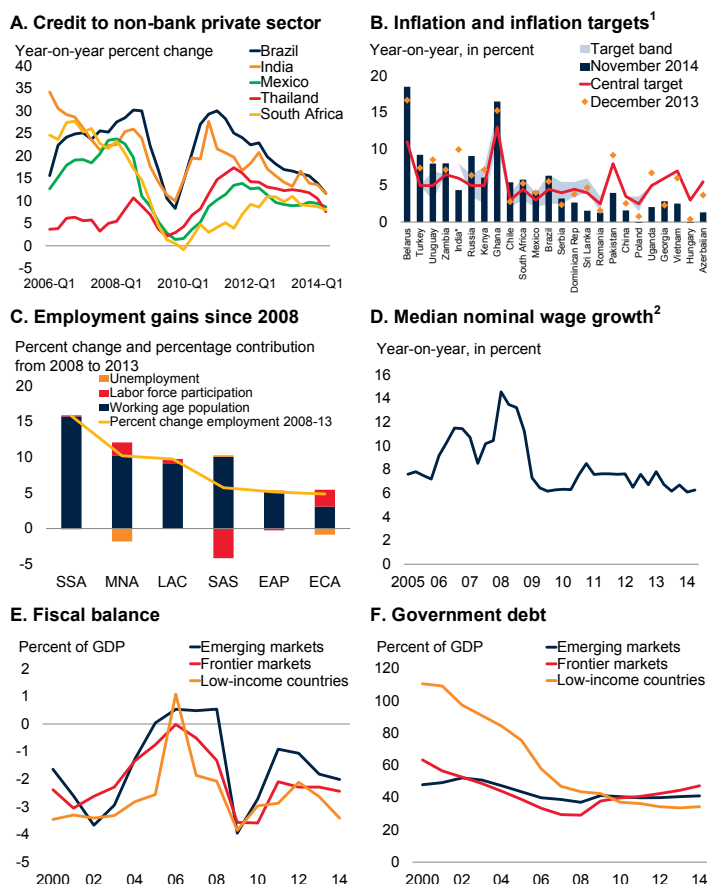 A. Credit to non-bank private sector
Year-on-year percent change
Brazil
India
Mexico
Thailand
South Africa
40
35
30
25
20
15
10
5
0
-5
2006-Q1 2008-Q1 2010-Q1 2012-Q1 2014-Q1
B. Inflation and inflation targets¹
Year-on-year, in percent
Target band
November 2014
Central target
December 2013
20
15
10
5
0
Belarus
Turkey
Uruguay
Zambia
India*
Russia
Kenya
Ghana
Chile
South Africa
Mexico
Brazil
Serbia
Dominican Rep
Sri Lanka
Romania
Pakistan
China
Poland
Uganda
Georgia
Vietnam
Hungary
Azerbaijan
C. Employment gains since 2008
Percent change and percentage contribution
from 2008 to 2013
Unemployment
Labor force participation
Working age population
Percent change employment 2008-13
20
15
10
5
0
-5
SSA MNA LAC SAS EAP ECA
D. Median nominal wage growth²
Year-on-year, in percent
16
14
12
10
8
6
4
2
0
2005 06 07 08 09 10 11 12 13 14
E. Fiscal balance
Percent of GDP
Emerging markets
Frontier markets
Low-income countries
2
1
0
-1
-2
-3
-4
-5
2000 02 04 06 08 10 12 14
F. Government debt
Percent of GDP
Emerging markets
Frontier markets
Low-income countries
120
100
80
60
40
20
0
2000 02 04 06 08 10 12 14